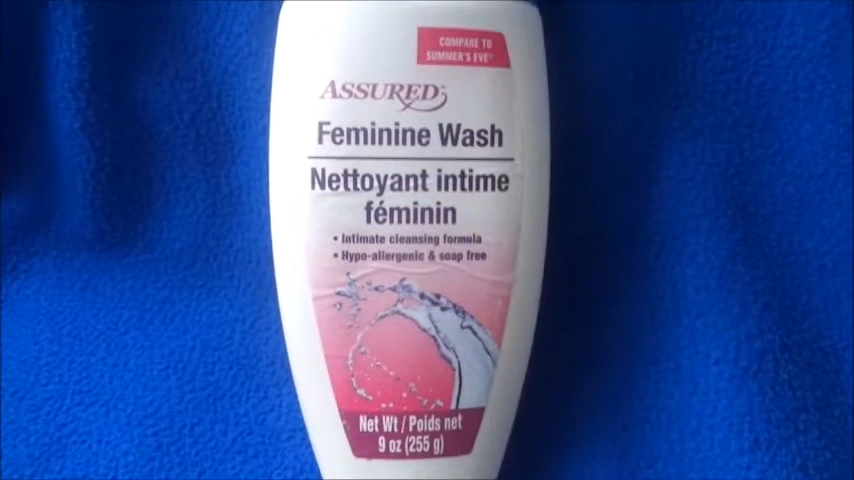 COMPARE TO
SUMMER'S EVE®
ASSURED
Feminine Wash
Nettoyant intime
féminin
• Intimate cleansing formula
• Hypo-allergenic & soap free
Net Wt / Poids net
9 oz (255 g)